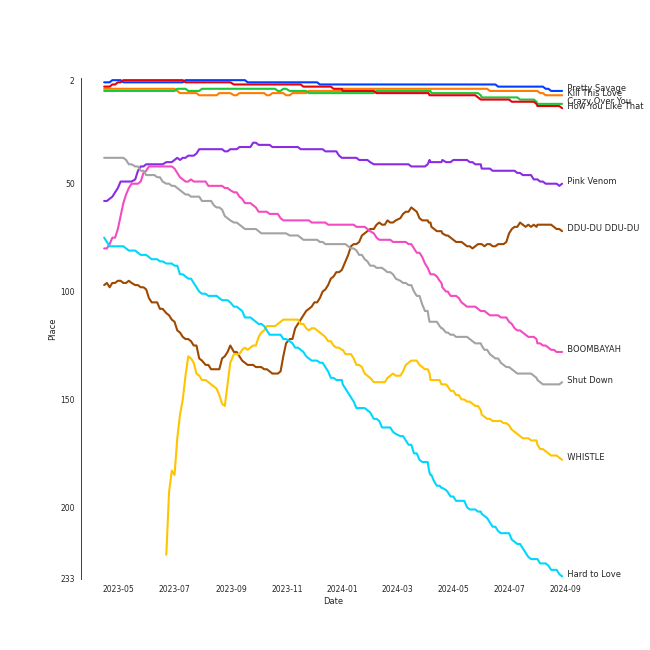 2
50
100
150
200
233
Place
2023-05
2023-07
2023-09
2023-11
2024-01
2024-03
2024-05
2024-07
2024-09
Date
Pretty Savage
Kill This Love
Crazy Over You
How You Like That
Pink Venom
DDU-DU DDU-DU
BOOMBAYAH
Shut Down
WHISTLE
Hard to Love